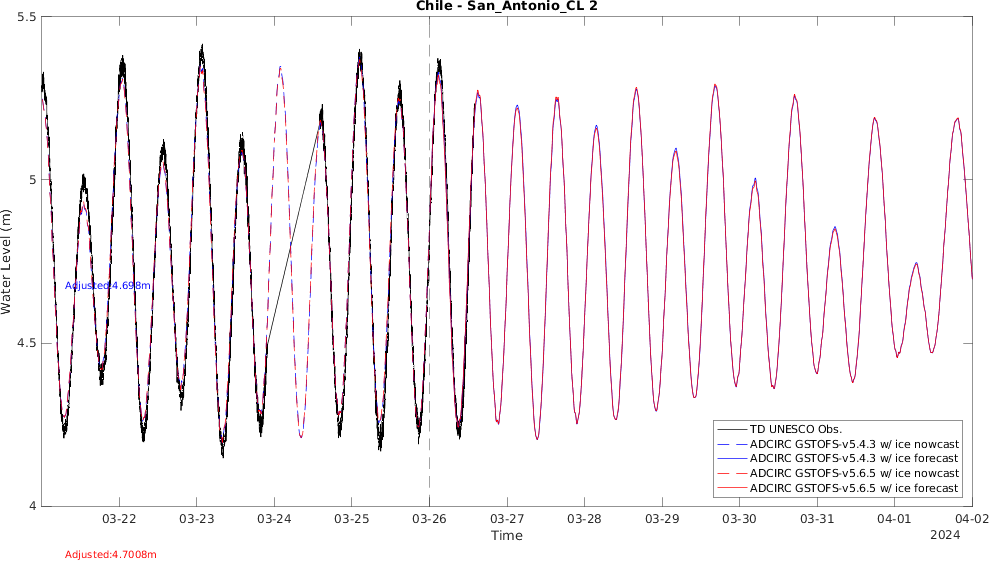 Chile - San_Antonio_CL 2
5.5
5
4.5
4
Water Level (m)
Adjusted:4.698m
TD UNESCO Obs.
ADCIRC GSTOFS-v5.4.3 w/ ice nowcast
ADCIRC GSTOFS-v5.4.3 w/ ice forecast
ADCIRC GSTOFS-v5.6.5 w/ ice nowcast
ADCIRC GSTOFS-v5.6.5 w/ ice forecast
03-22 03-23 03-24 03-25 03-26 03-27 03-28 03-29 03-30 03-31 04-01 04-02
Time
2024
Adjusted:4.7008m